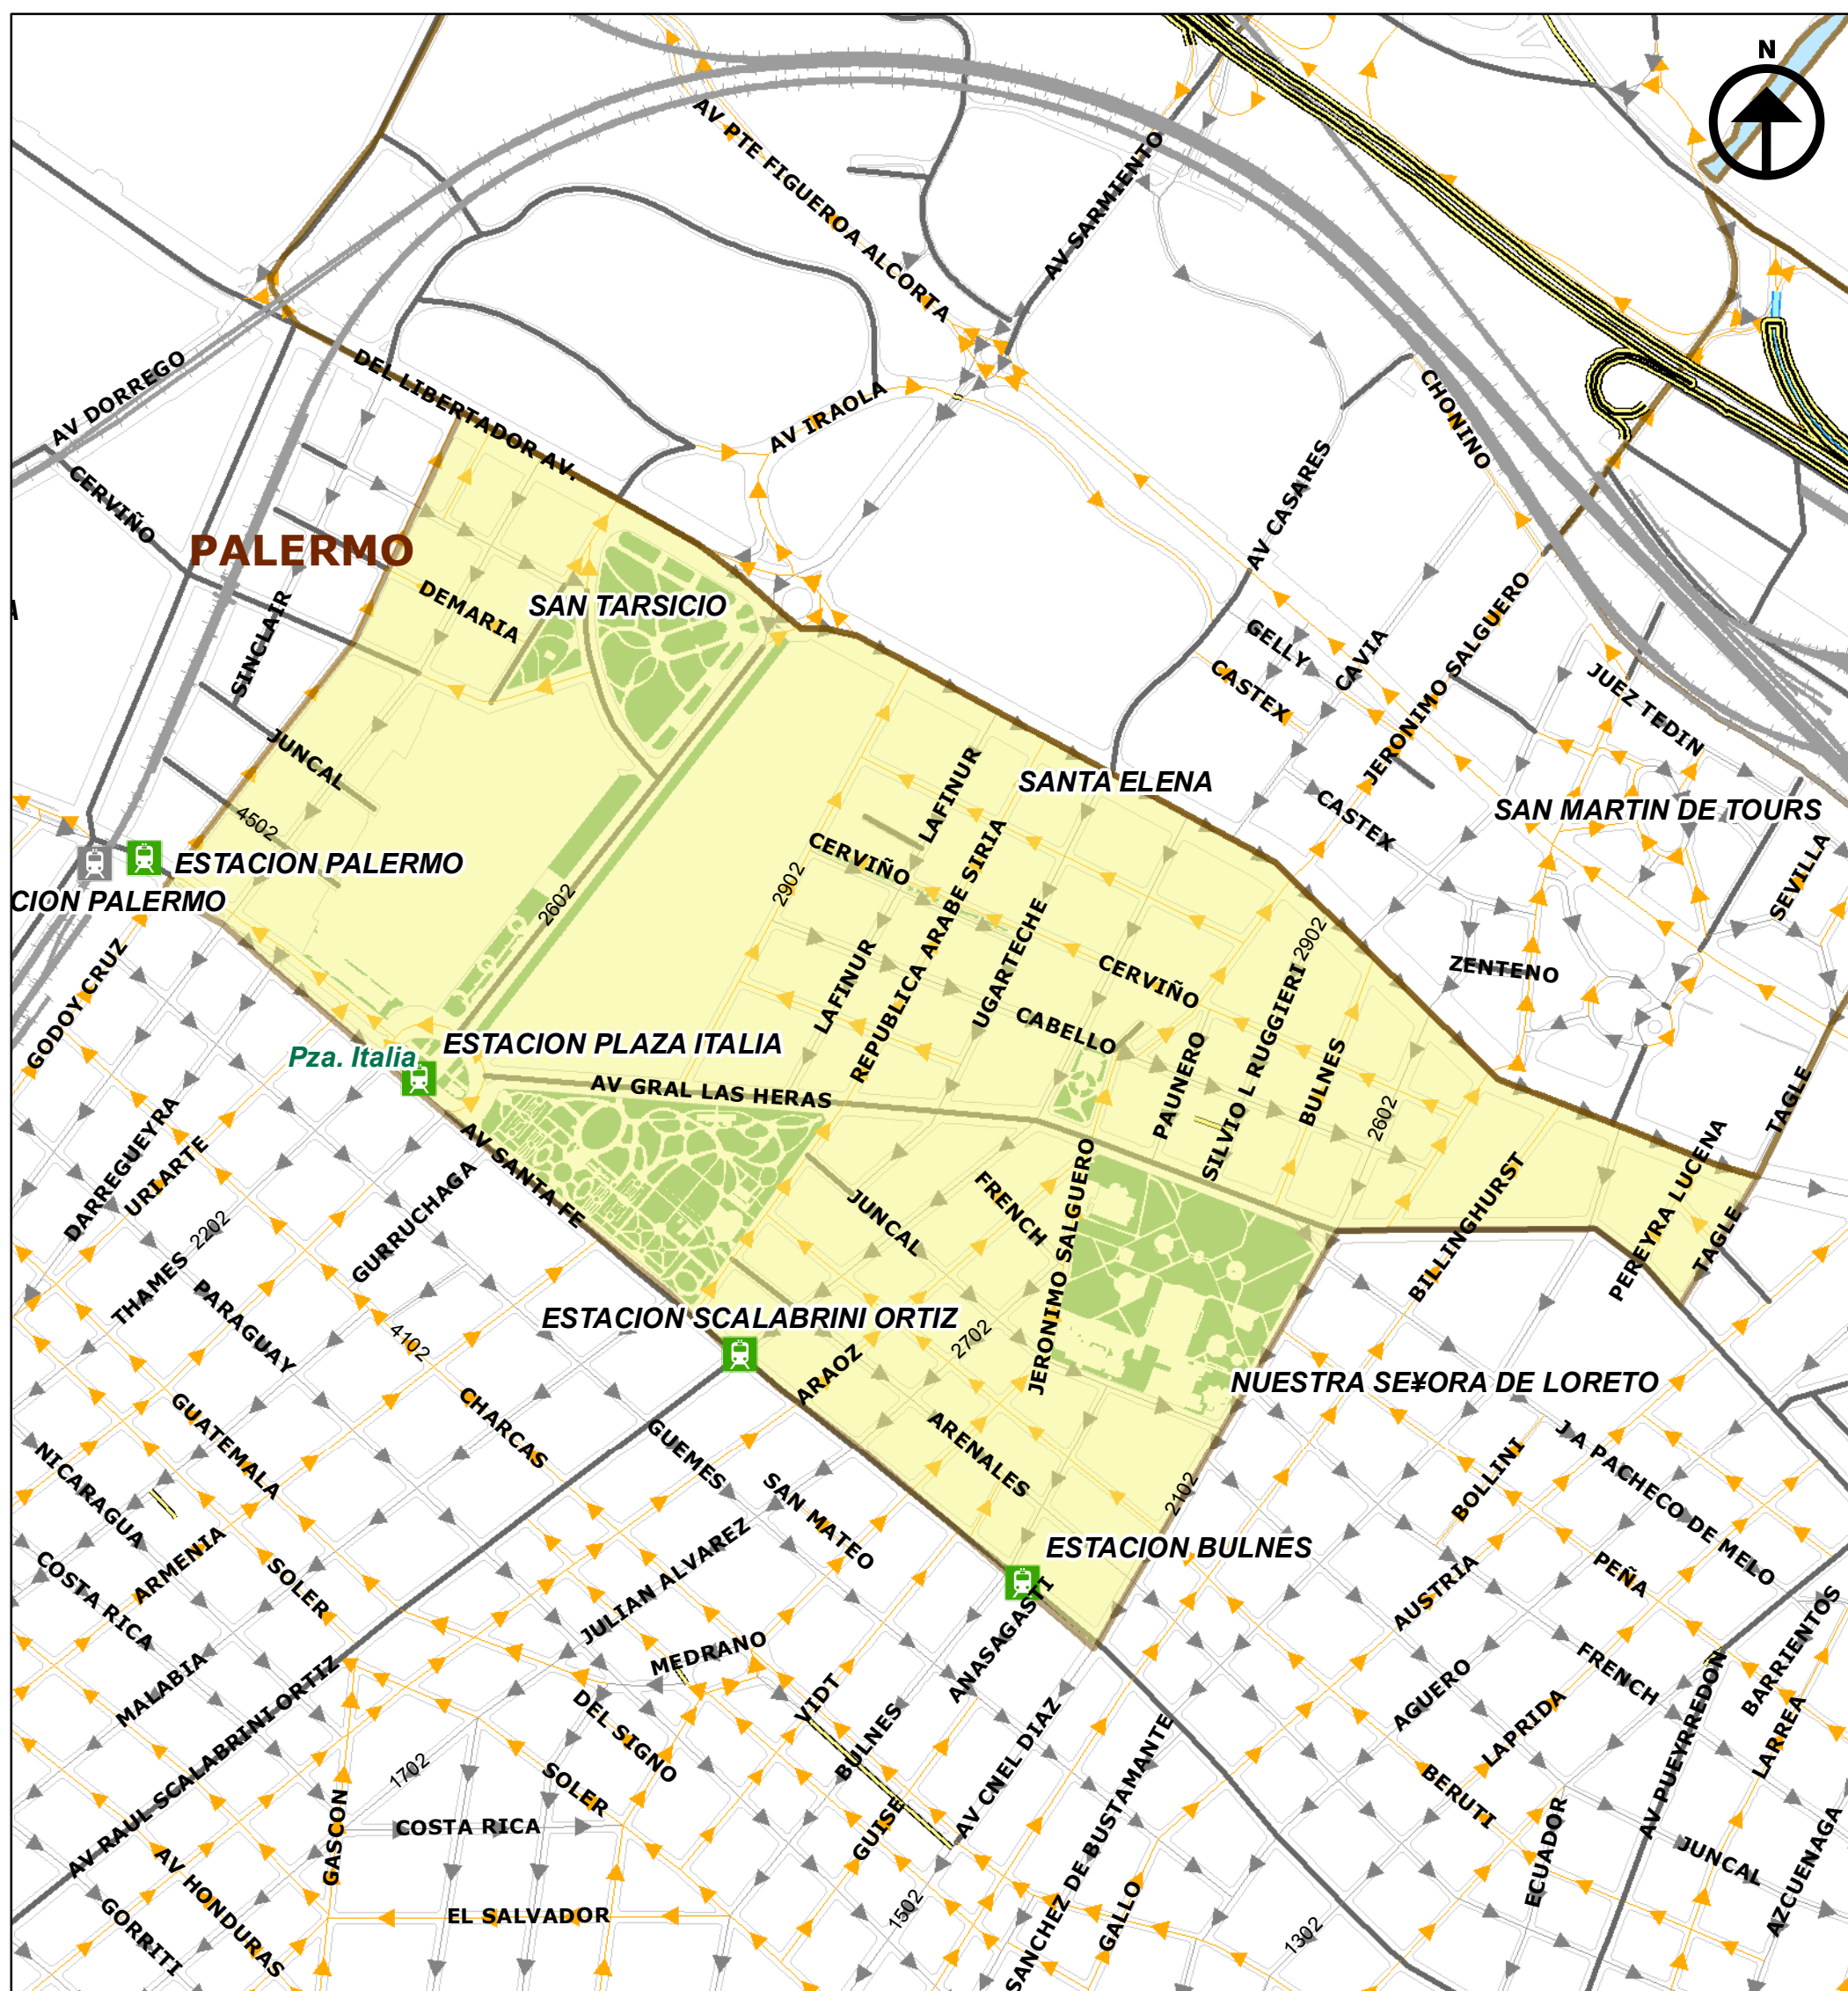 N
AV PTE FIGUEROA ALCORTA
AV SARMIENTO
AV DORREGO
DEL LIBERTADOR AV.
AV IRAOLA
CHONINO
CERVIÑO
AV CASARES
PALERMO
SAN TARSICIO
DEMARIA
SINCLAIR
GELLY
CAVIA
CASTEX
JERONIMO SALGUERO
JUEZ TEDIN
JUNCAL
LAFINUR
SANTA ELENA
SAN MARTIN DE TOURS
4502
CASTEX
ESTACION PALERMO
CION PALERMO
CERVIÑO
REPUBLICA ARABE SIRIA
2902
2602
SEVILLA
GODOY CRUZ
LAFINUR
UGARTECHE
CERVIÑO
2902
ZENTENO
CABELLO
ESTACION PLAZA ITALIA
Pza. Italia
AV GRAL LAS HERAS
PAUNERO
SILVIO L RUGGIERI
BULNES
2602
TAGLE
DARREGUEYRA
URIARTE
AV SANTA FE
GURRUCHAGA
JUNCAL
FRENCH
JERONIMO SALGUERO
BILLINGHURST
PEREYRA LUCENA
TAGLE
THAMES
2202
PARAGUAY
4102
ESTACION SCALABRINI ORTIZ
2702
ARAOZ
NUESTRA SE¥ORA DE LORETO
GUATEMALA
CHARCAS
GUEMES
ARENALES
NICARAGUA
SAN MATEO
2102
BOLLINI
J A PACHECO DE MELO
ESTACION BULNES
ARMENIA
COSTA RICA
SOLER
JULIAN ALVAREZ
ANASAGASTI
AUSTRIA
PEÑA
BARRIENTOS
MEDRANO
MALABIA
AV RAUL SCALABRINI ORTIZ
DEL SIGNO
VIDT
BULNES
AV CNEL DIAZ
AGUERO
FRENCH
LAPRIDA
AV PUEYRREDON
LARREA
1702
SOLER
GASCON
COSTA RICA
GUISE
SANCHEZ DE BUSTAMANTE
BERUTI
ECUADOR
JUNCAL
AZCUENAGA
AV HONDURAS
GORRITI
EL SALVADOR
1502
GALLO
1302